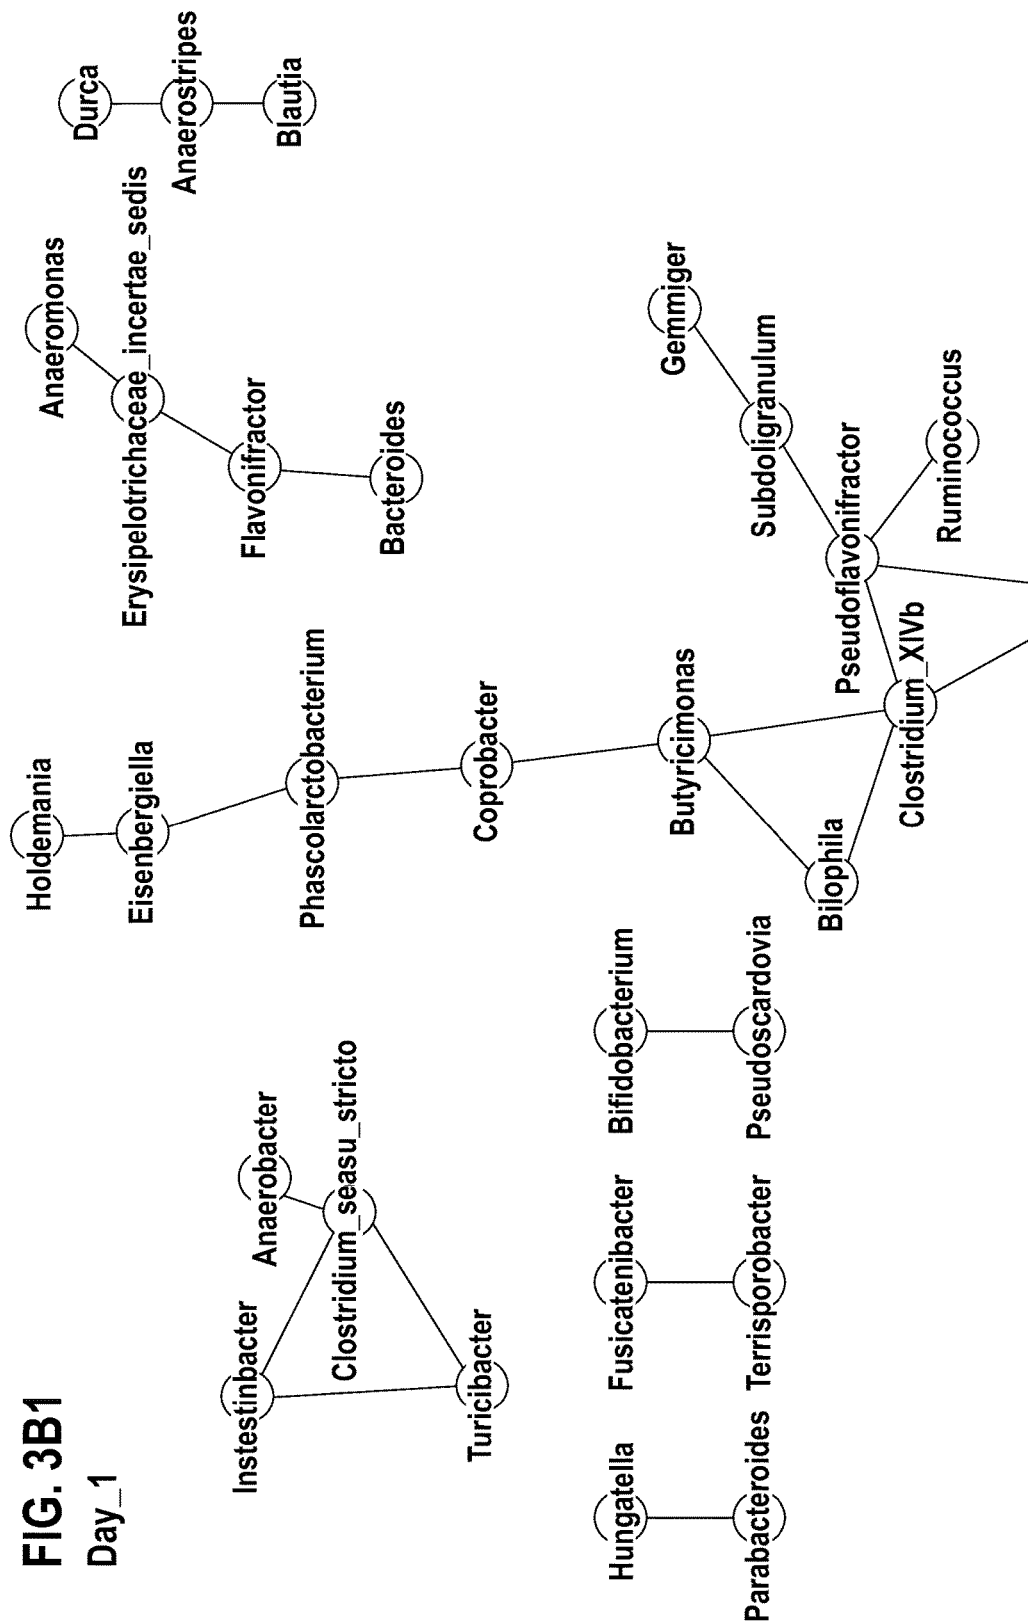 FIG. 3B1
Day_1
Holdemania
Eisenbergiella
Anaeromonas
Durca
Erysipelotrichaceae_incertae_sedis
Anaerostripes
Instestinbacter
Anaerobacter
Phascolarctobacterium
Flavonifractor
Blautia
Clostridium_seasu_stricto
Bacteroides
Turicibacter
Coprobacter
Hungatella
Fusicatenibacter
Bifidobacterium
Butyricimonas
Gemmiger
Parabacteroides
Terrisporobacter
Pseudoscardovia
Subdoligranulum
Bilophila
Pseudoflavonifractor
Clostridium_XIVb
Ruminococcus